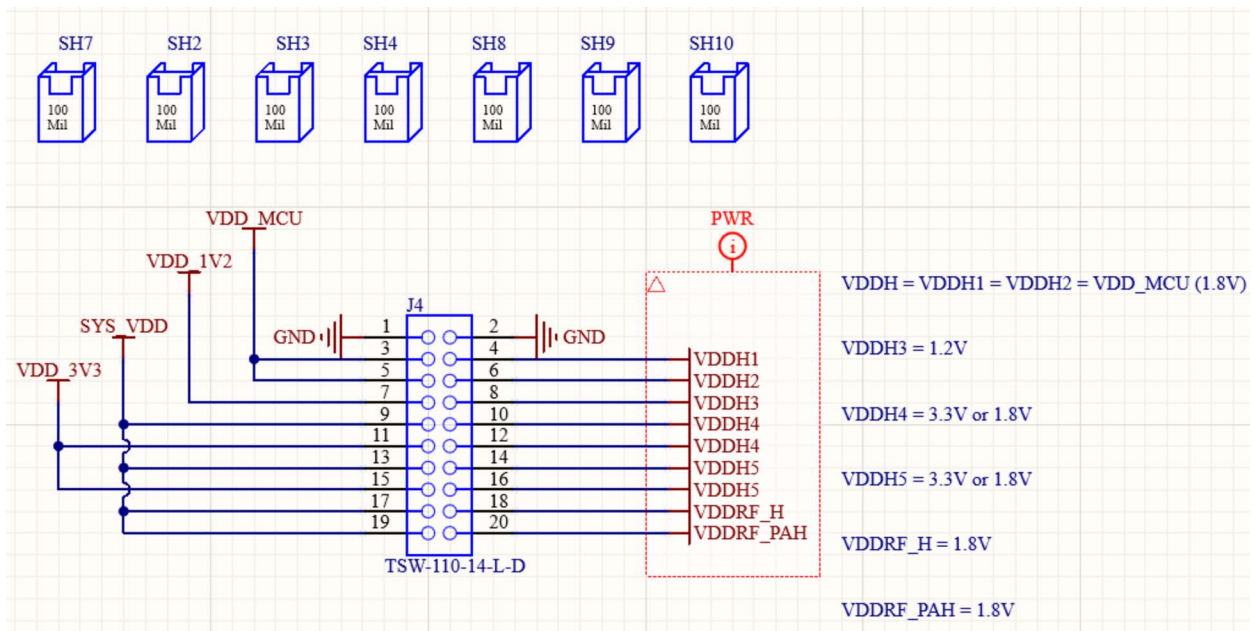 SH7 SH2 SH3 SH4 SH8 SH9 SH10
100 100 100 100 100 100 100
Mil Mil Mil Mil Mil Mil Mil
VDD_MCU
PWR
i
VDD_1V2
VDDH = VDDH1 = VDDH2 = VDD_MCU (1.8V)
J4
SYS_VDD
GND 1 2 GND
VDDH3 = 1.2V
3 4 VDDH1
VDD_3V3
5 6 VDDH2
7 8 VDDH3
VDDH4 = 3.3V or 1.8V
9 10 VDDH4
11 12 VDDH4
13 14 VDDH5
VDDH5 = 3.3V or 1.8V
15 16 VDDH5
17 18 VDDRF_H
19 20 VDDRF_PAH
VDDRF_H = 1.8V
TSW-110-14-L-D
VDDRF_PAH = 1.8V